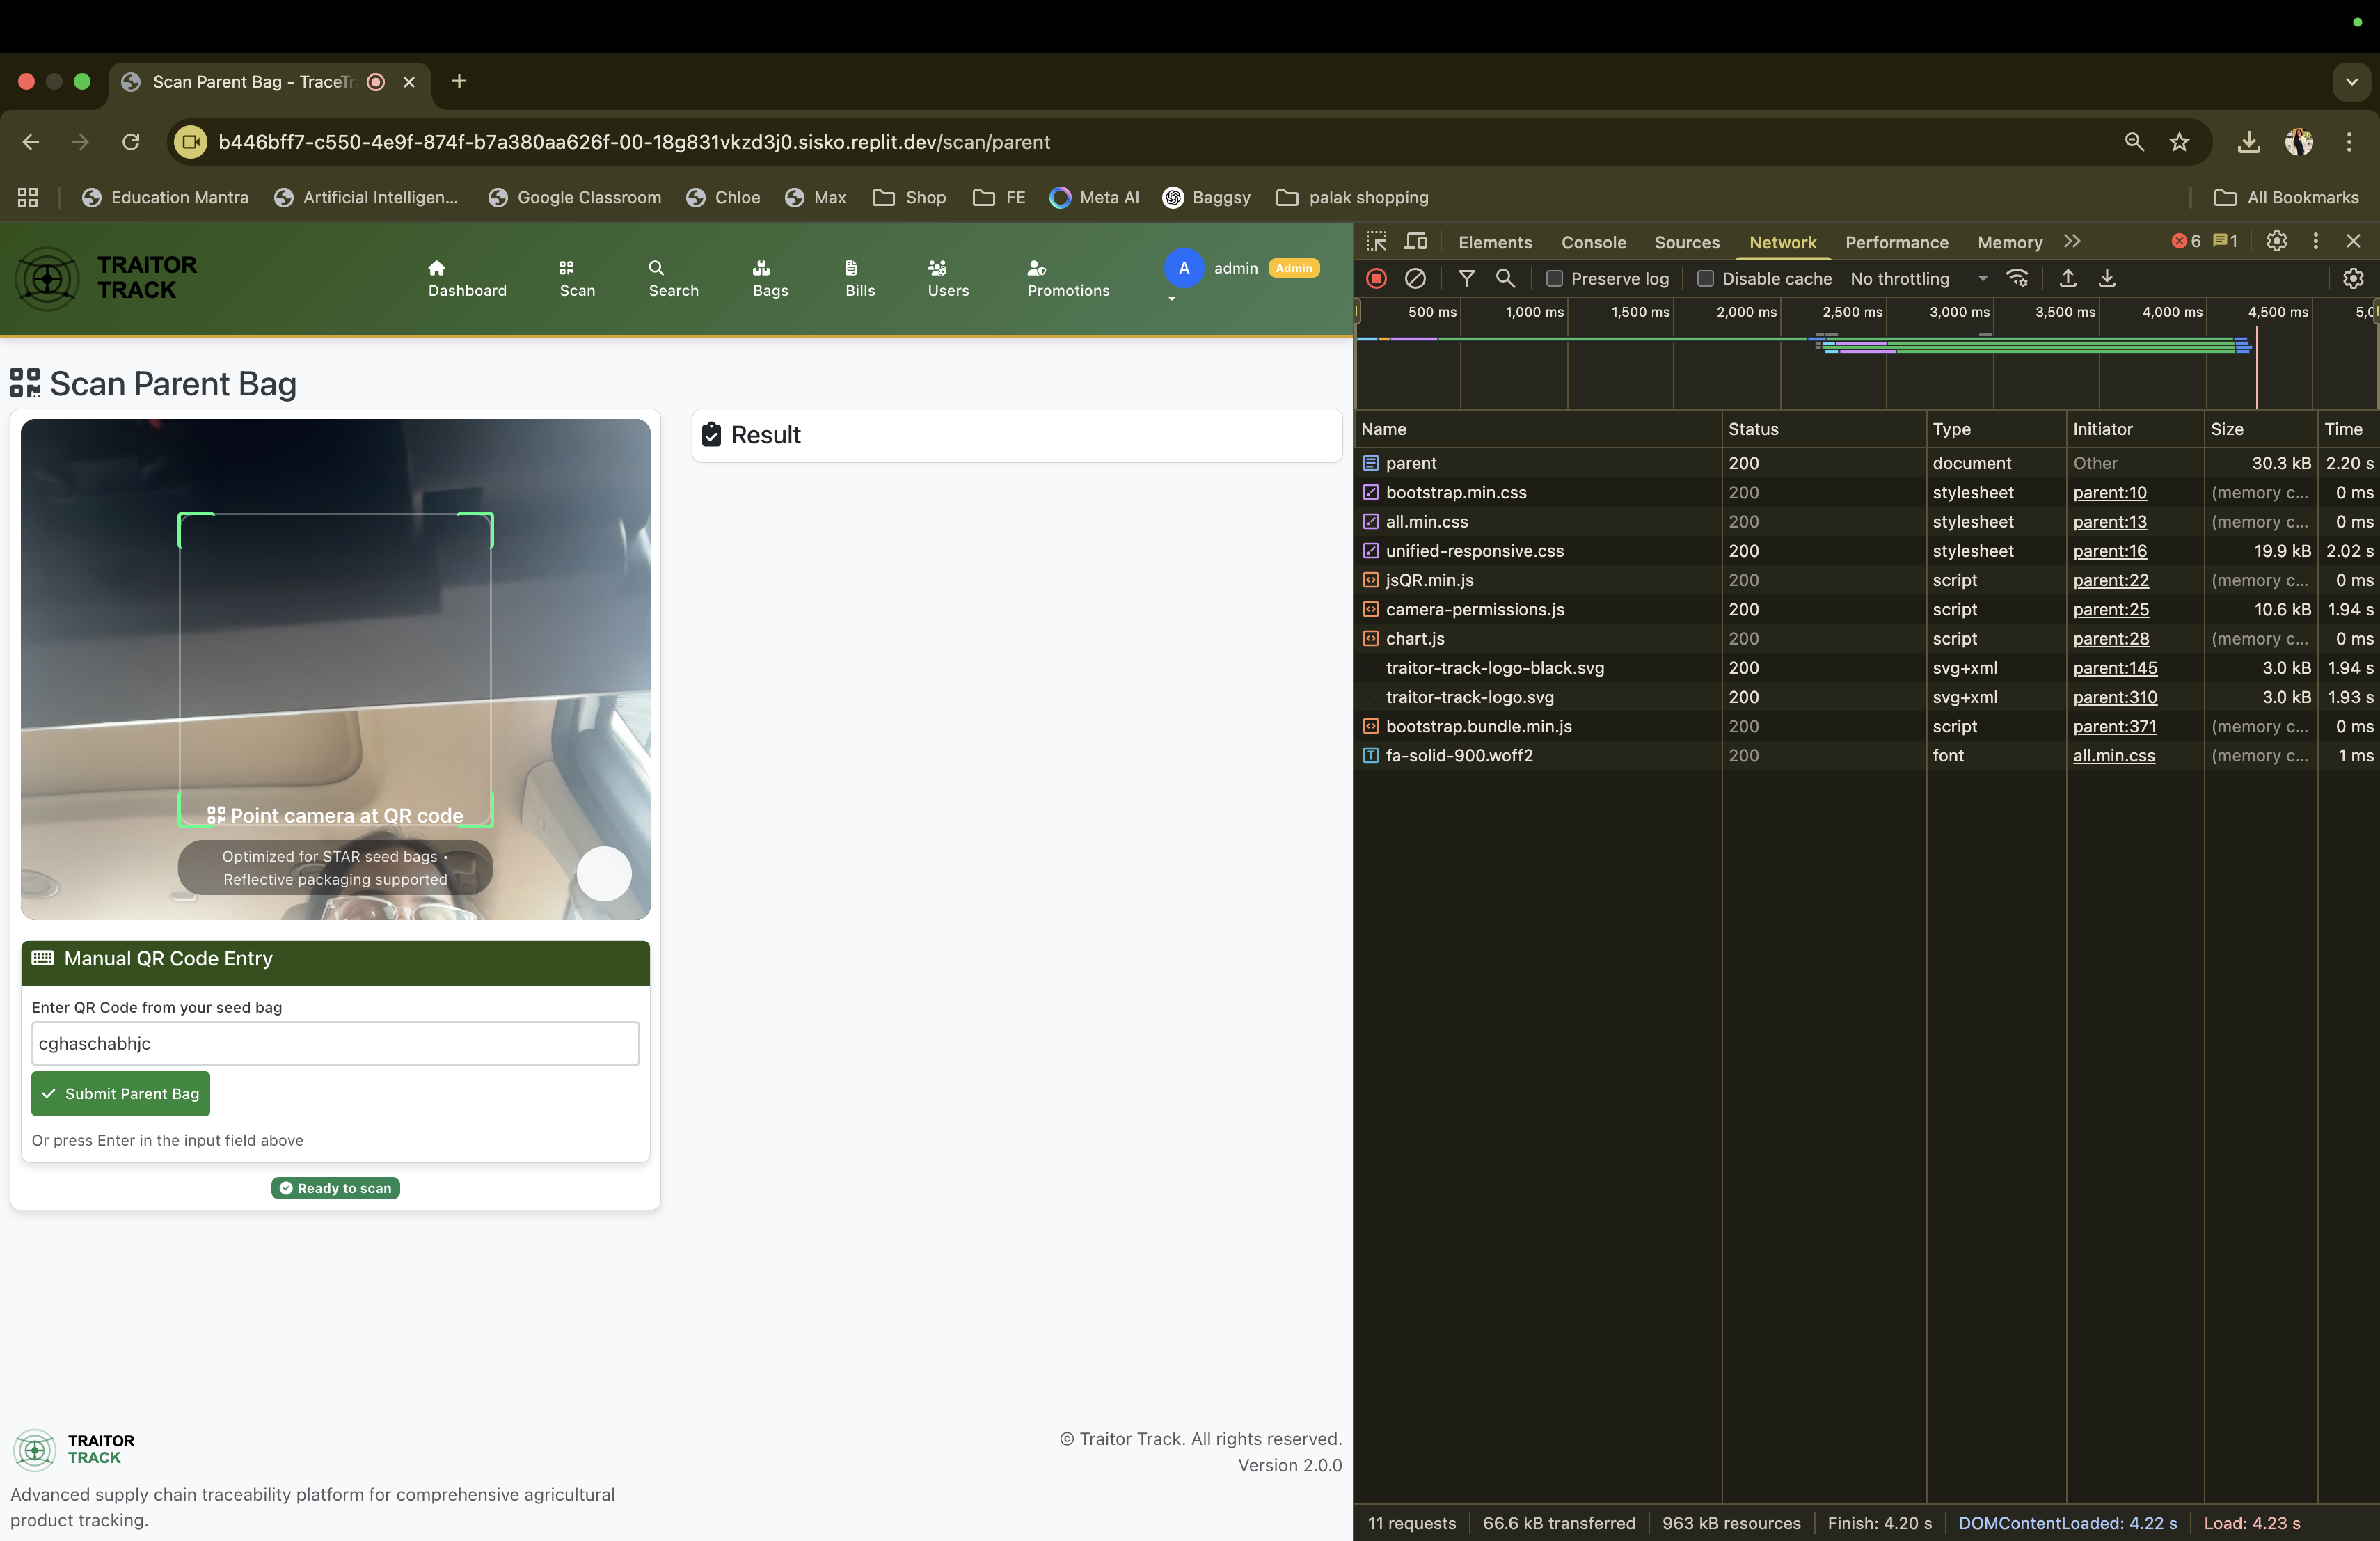 Scan Parent Bag - TraceTr
b446bff7-c550-4e9f-874f-b7a380aa626f-00-18g831vkzd3j0.sisko.replit.dev/scan/parent
Education Mantra
Artificial Intelligen...
Google Classroom
Chloe
Max
Shop
FE
Meta AI
Baggsy
palak shopping
All Bookmarks
TRAITOR
TRACK
Dashboard
Scan
Search
Bags
Bills
Users
Promotions
A
admin
Admin
Scan Parent Bag
Point camera at QR code
Optimized for STAR seed bags •
Reflective packaging supported
Manual QR Code Entry
Enter QR Code from your seed bag
cghaschabhjc
Submit Parent Bag
Or press Enter in the input field above
Ready to scan
Result
TRAITOR
TRACK
Advanced supply chain traceability platform for comprehensive agricultural
product tracking.
© Traitor Track. All rights reserved.
Version 2.0.0
Elements Console Sources Network Performance Memory 6 1
Preserve log Disable cache No throttling
500 ms 1,000 ms 1,500 ms 2,000 ms 2,500 ms 3,000 ms 3,500 ms 4,000 ms 4,500 ms 5,0
Name Status Type Initiator Size Time
parent 200 document Other 30.3 kB 2.20 s
bootstrap.min.css 200 stylesheet parent:10 (memory c... 0 ms
all.min.css 200 stylesheet parent:13 (memory c... 0 ms
unified-responsive.css 200 stylesheet parent:16 19.9 kB 2.02 s
jsQR.min.js 200 script parent:22 (memory c... 0 ms
camera-permissions.js 200 script parent:25 10.6 kB 1.94 s
chart.js 200 script parent:28 (memory c... 0 ms
traitor-track-logo-black.svg 200 svg+xml parent:145 3.0 kB 1.94 s
traitor-track-logo.svg 200 svg+xml parent:310 3.0 kB 1.93 s
bootstrap.bundle.min.js 200 script parent:371 (memory c... 0 ms
fa-solid-900.woff2 200 font all.min.css (memory c... 1 ms
11 requests 66.6 kB transferred 963 kB resources Finish: 4.20 s DOMContentLoaded: 4.22 s Load: 4.23 s